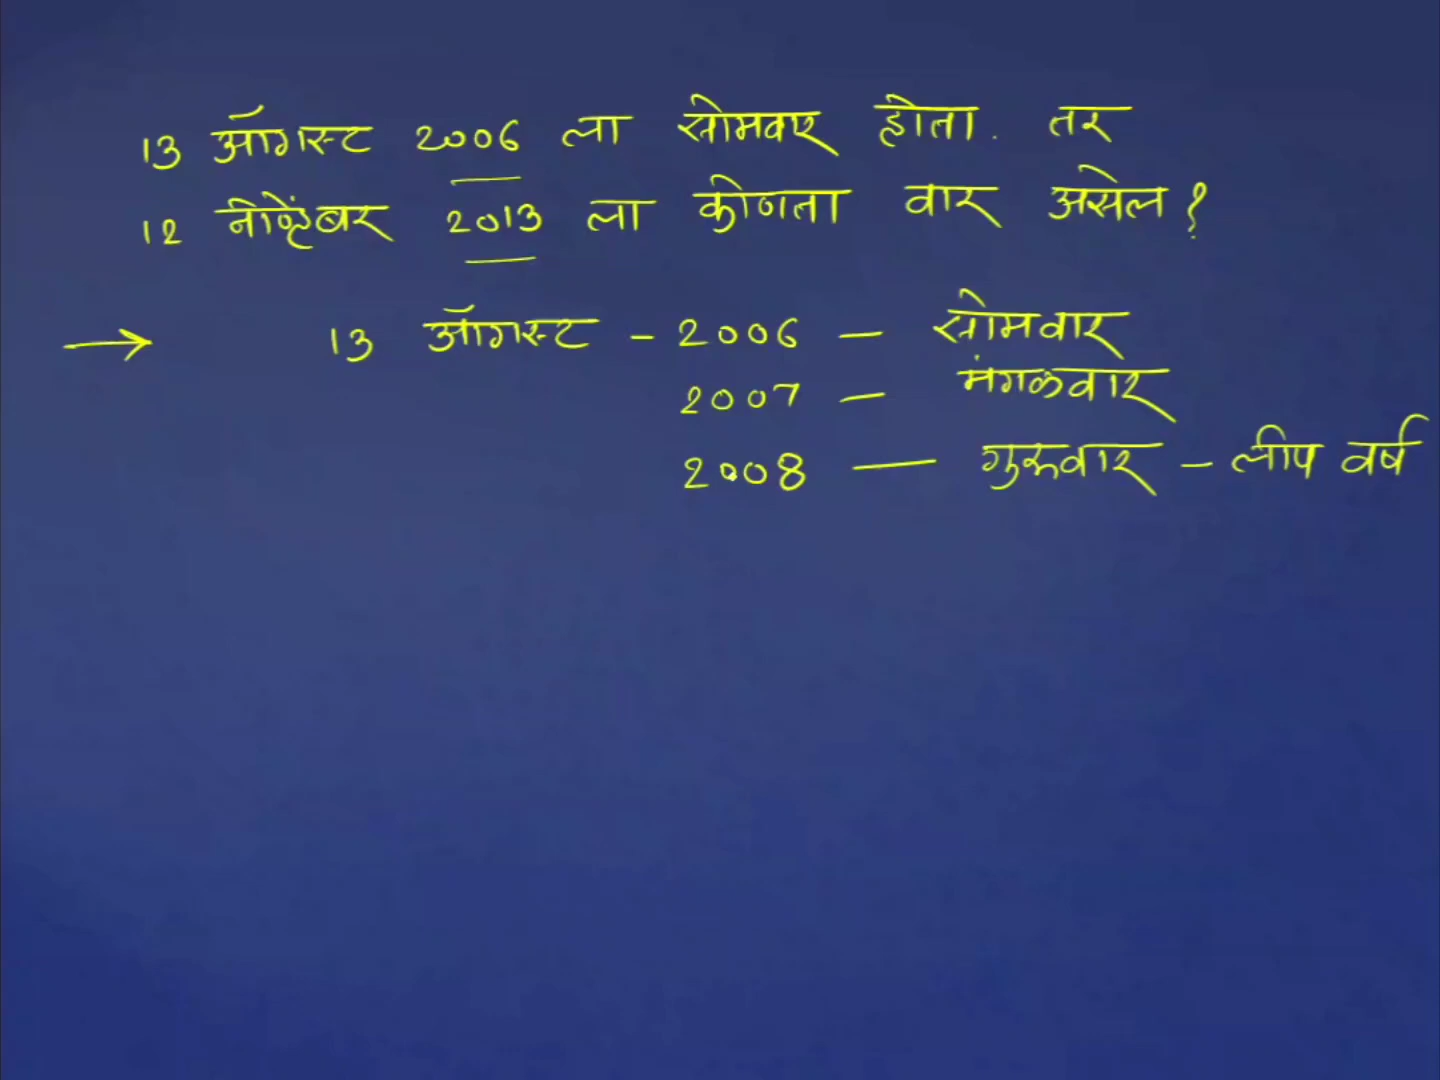 13 ऑगस्ट 2006 ला सोमवार होता. तर
12 नोव्हेंबर 2013 ला कोणता वार असेल ?
→ 13 ऑगस्ट - 2006 - सोमवार
2007 - मंगळवार
2008 - गुरुवार - लीप वर्ष